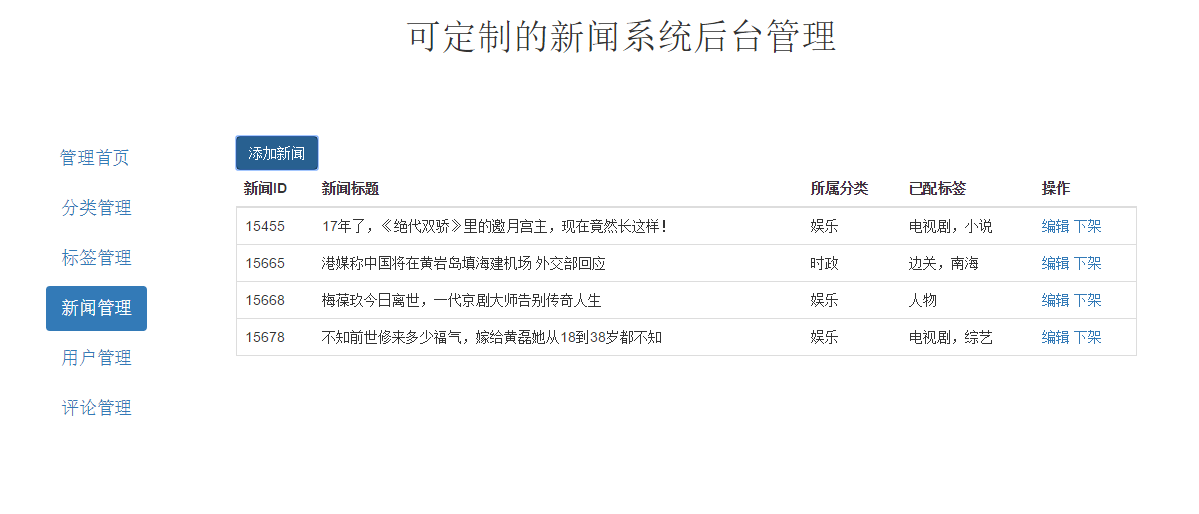 可定制的新闻系统后台管理
管理首页
分类管理
标签管理
新闻管理
用户管理
评论管理
添加新闻
新闻ID 新闻标题 所属分类 已配标签 操作
15455 17年了，《绝代双骄》里的邀月宫主，现在竟然长这样！ 娱乐 电视剧，小说 编辑 下架
15665 港媒称中国将在黄岩岛填海建机场 外交部回应 时政 边关，南海 编辑 下架
15668 梅葆玖今日离世，一代京剧大师告别传奇人生 娱乐 人物 编辑 下架
15678 不知前世修来多少福气，嫁给黄磊她从18到38岁都不知 娱乐 电视剧，综艺 编辑 下架